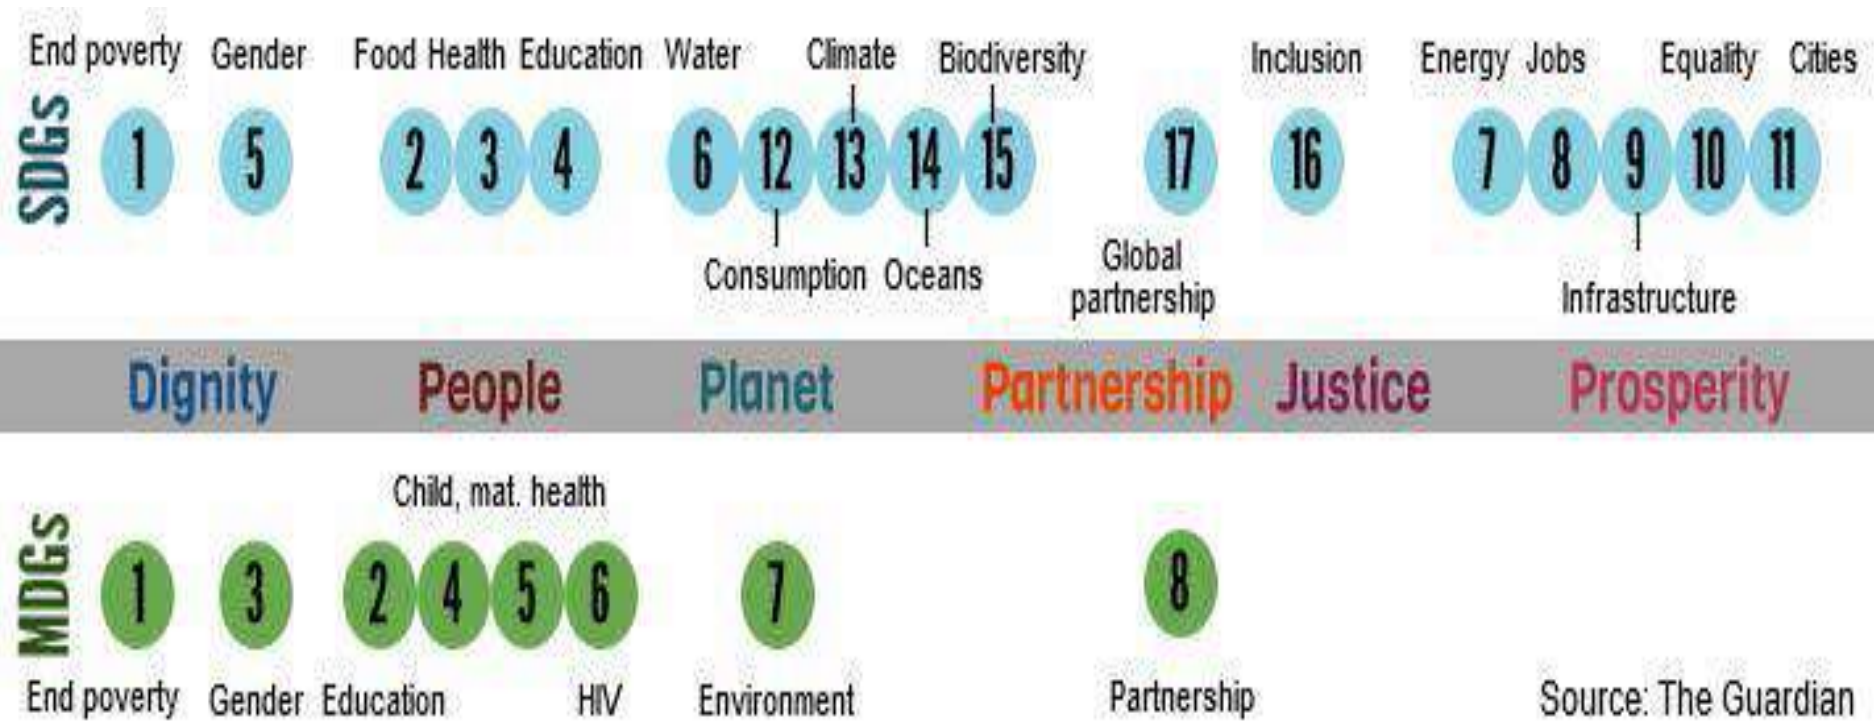 End poverty Gender Food Health Education Water Climate Biodiversity Inclusion Energy Jobs Equality Cities
SDGs
1 5 2 3 4 6 12 13 14 15 17 16 7 8 9 10 11
Consumption Oceans
Global
partnership
Infrastructure
Dignity People Planet Partnership Justice Prosperity
Child, mat. health
MDGs
1 3 2 4 5 6 7 8
End poverty Gender Education HIV Environment Partnership
Source: The Guardian